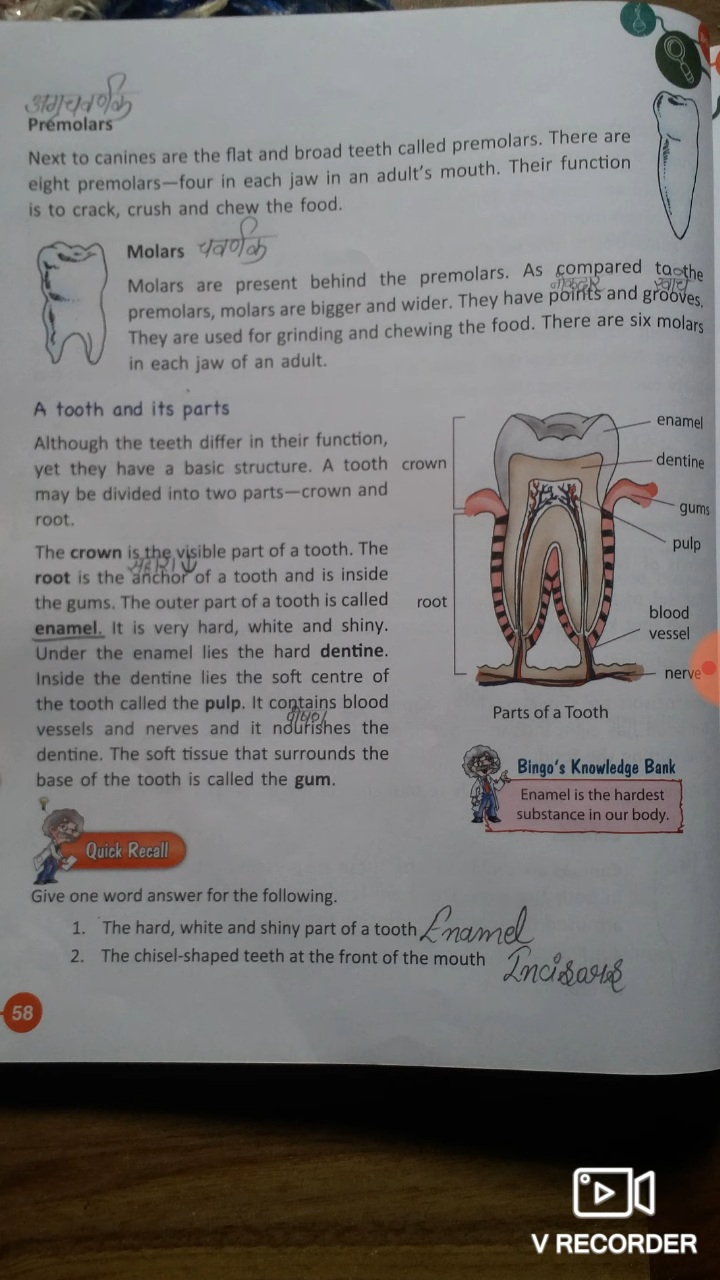 अग्रचवर्णक
Premolars
Next to canines are the flat and broad teeth called premolars. There are
eight premolars—four in each jaw in an adult's mouth. Their function
is to crack, crush and chew the food.
Molars चवर्णक
Molars are present behind the premolars. As compared to the
premolars, molars are bigger and wider. They have points and grooves.
They are used for grinding and chewing the food. There are six molars
in each jaw of an adult.
A tooth and its parts
Although the teeth differ in their function,
yet they have a basic structure. A tooth
may be divided into two parts—crown and
root.
The crown is the visible part of a tooth. The
सहारा
root is the anchor of a tooth and is inside
the gums. The outer part of a tooth is called
enamel. It is very hard, white and shiny.
Under the enamel lies the hard dentine.
Inside the dentine lies the soft centre of
the tooth called the pulp. It contains blood
vessels and nerves and it nourishes the
dentine. The soft tissue that surrounds the
base of the tooth is called the gum.
crown
root
enamel
dentine
gums
pulp
blood
vessel
nerve
Parts of a Tooth
Bingo's Knowledge Bank
Enamel is the hardest
substance in our body.
Quick Recall
Give one word answer for the following.
1. The hard, white and shiny part of a tooth Enamel
2. The chisel-shaped teeth at the front of the mouth Incisars
58
V RECORDER